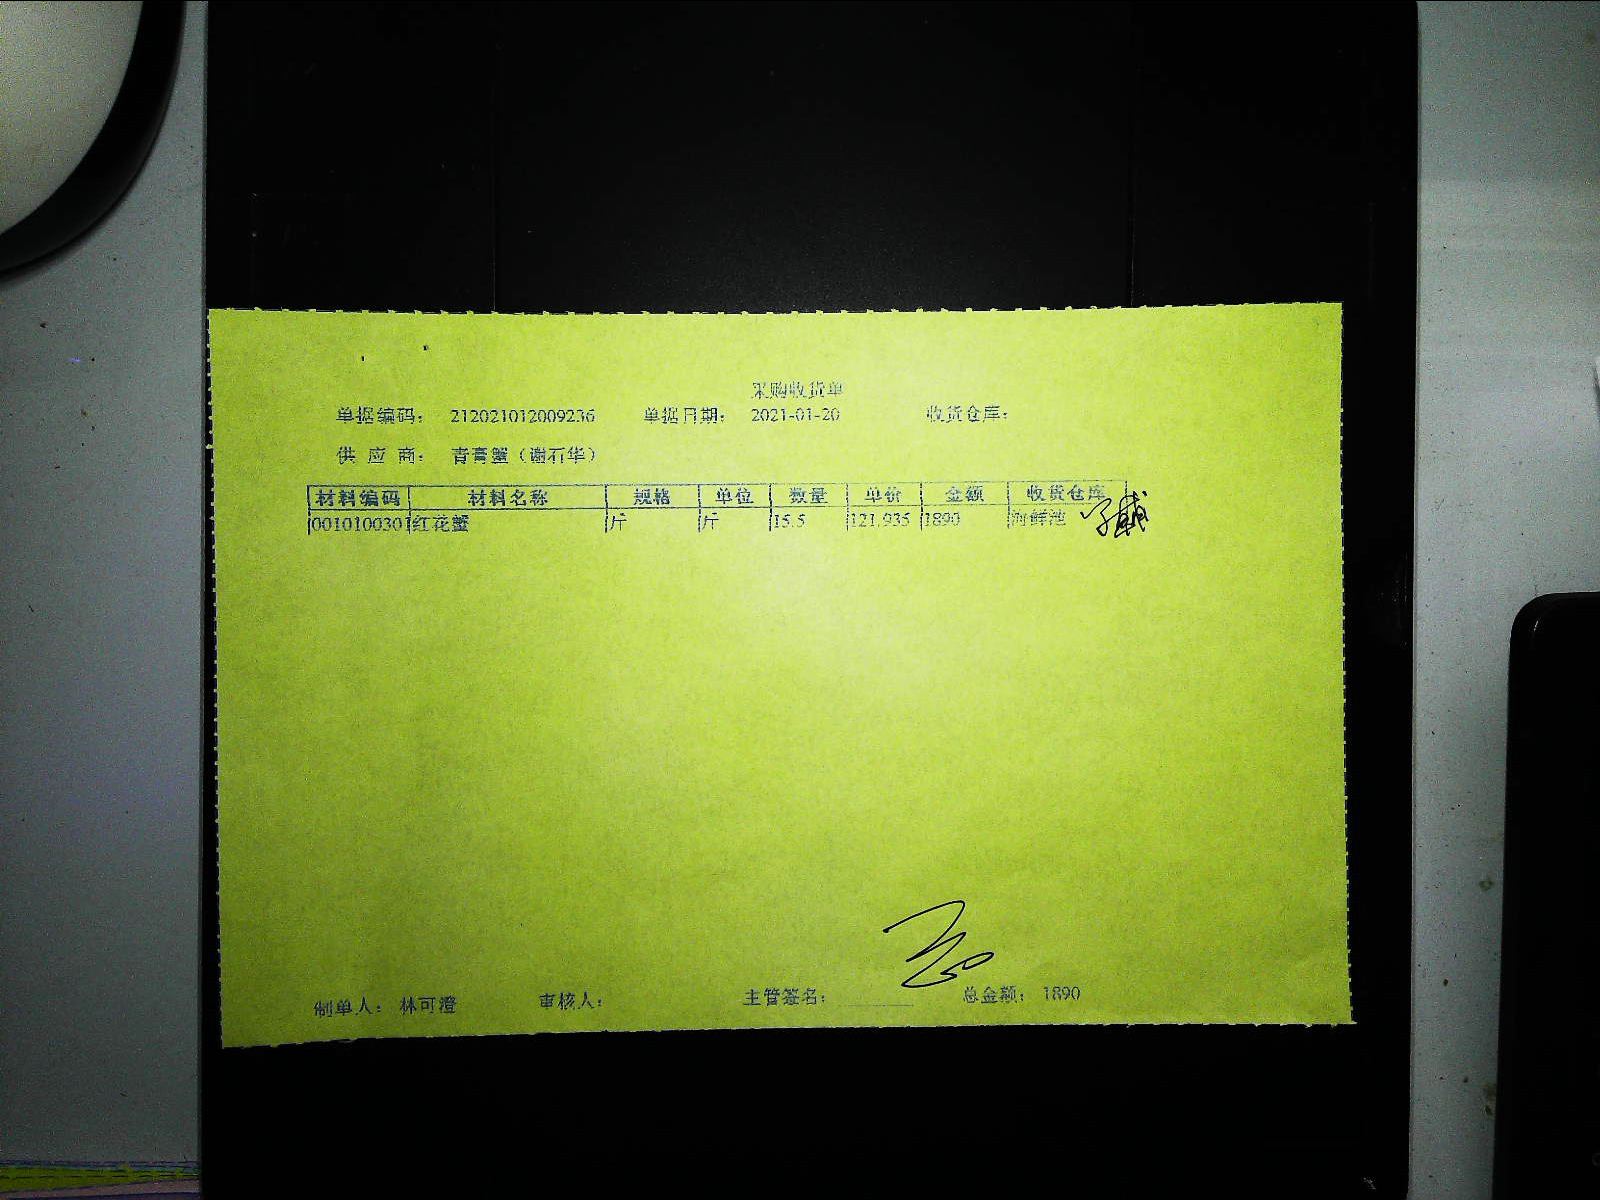 采购收货单
单据编码： 212021012009236 单据日期： 2021-01-20 收货仓库：
供 应 商： 青膏蟹（谢石华）
材料编码 材料名称 规格 单位 数量 单价 金额 收货仓库
0010100301 红花蟹 斤 斤 15.5 121.935 1890 海鲜池
制单人： 林可澄 审核人： 主管签名： 总金额： 1890